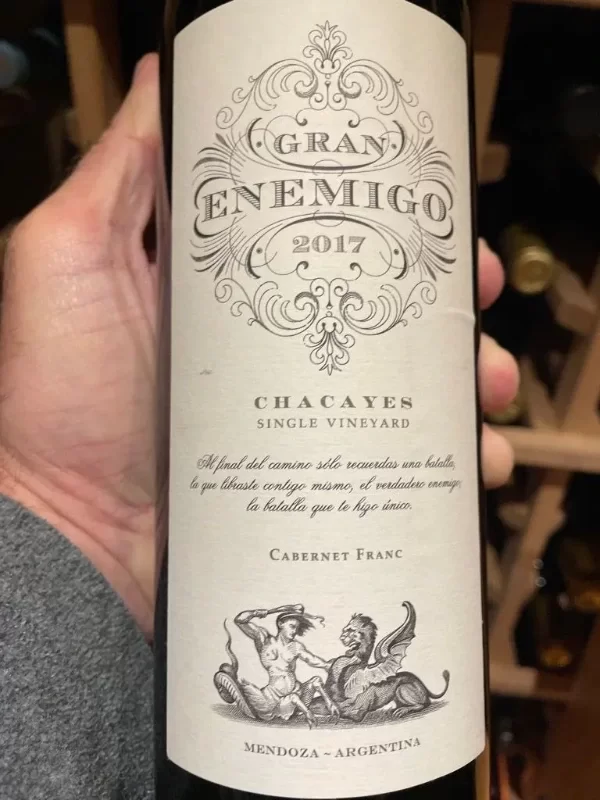 GRAN
ENEMIGO
2017
CHACAYES
SINGLE VINEYARD
Al final del camino sólo recuerdas una batalla,
la que libraste contigo mismo, el verdadero enemigo;
la batalla que te hizo único.
CABERNET FRANC
MENDOZA ~ ARGENTINA